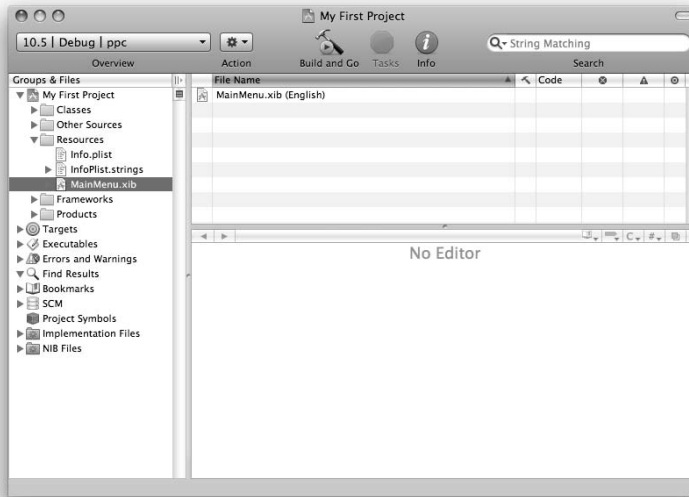 My First Project
10.5 | Debug | ppc
String Matching
Overview
Action
Build and Go
Tasks
Info
Search
Groups & Files
File Name
Code
My First Project
MainMenu.xib (English)
Classes
Other Sources
Resources
Info.plist
InfoPlist.strings
MainMenu.xib
Frameworks
Products
Targets
Executables
Errors and Warnings
Find Results
Bookmarks
SCM
Project Symbols
Implementation Files
NIB Files
C
#
No Editor